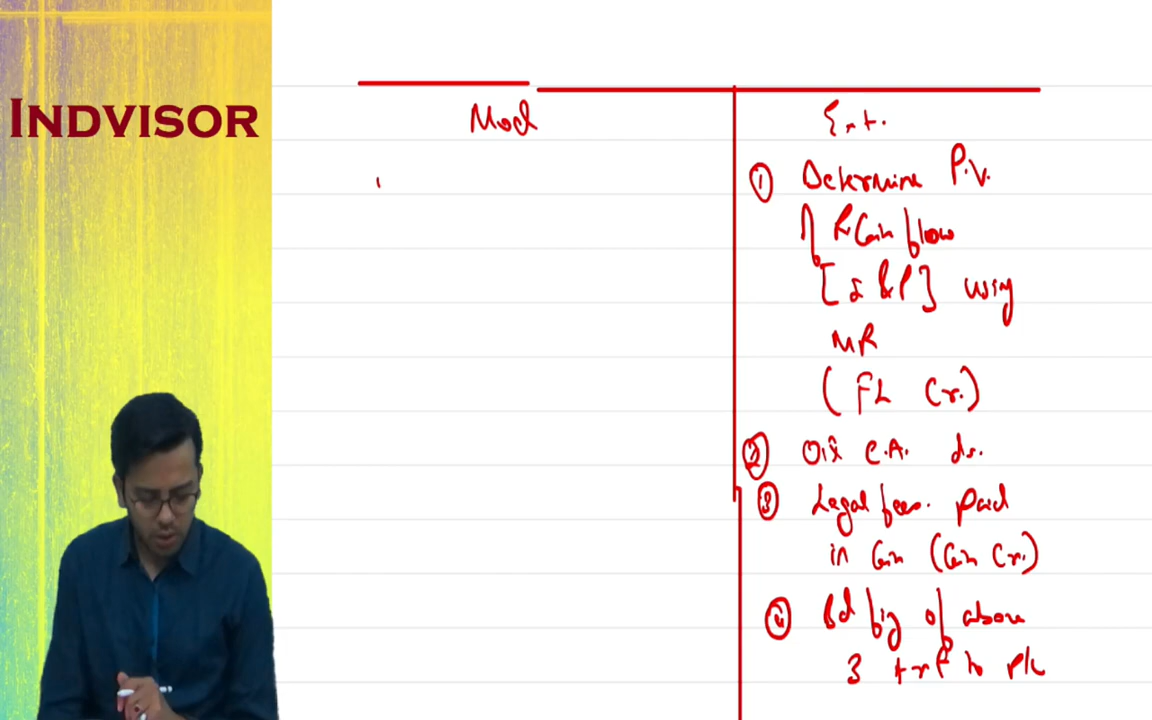 INDVISOR
Mod
Ext.
① Determine P.V.
of R Cash flow
[I & P] using
MR
(FL Cr.)
② O/s C.A. dr.
③ Legal fees. paid
in Cash (Cash Cr.)
④ Bal fig of above
3 trf to P/L